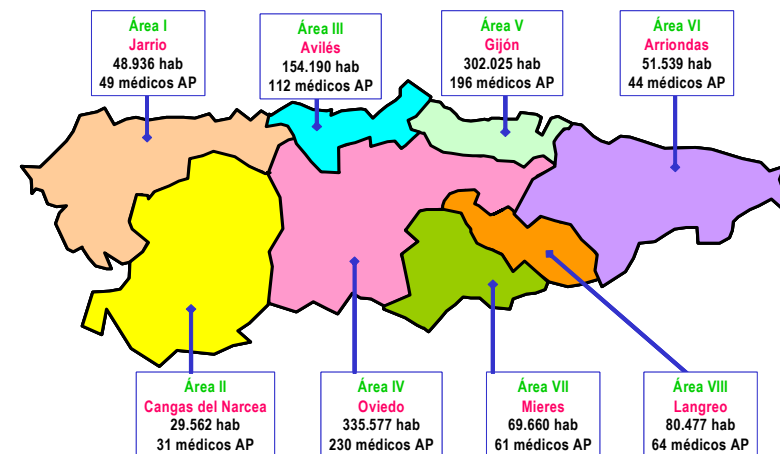 Área I
Jarrio
48.936 hab
49 médicos AP
Área III
Avilés
154.190 hab
112 médicos AP
Área V
Gijón
302.025 hab
196 médicos AP
Área VI
Arriondas
51.539 hab
44 médicos AP
Área II
Cangas del Narcea
29.562 hab
31 médicos AP
Área IV
Oviedo
335.577 hab
230 médicos AP
Área VII
Mieres
69.660 hab
61 médicos AP
Área VIII
Langreo
80.477 hab
64 médicos AP